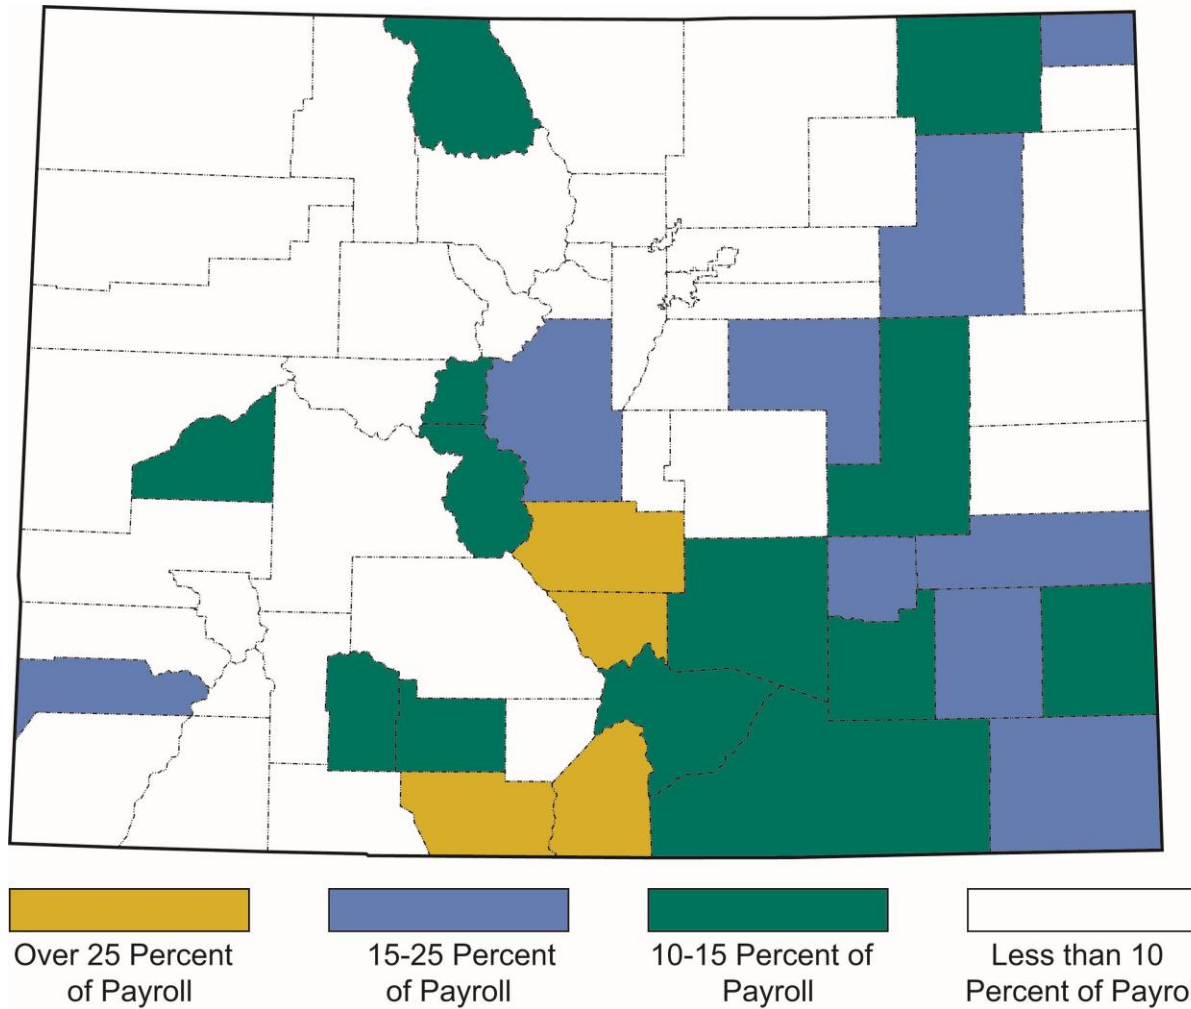 Over 25 Percent
of Payroll
15-25 Percent
of Payroll
10-15 Percent of
Payroll
Less than 10
Percent of Payro